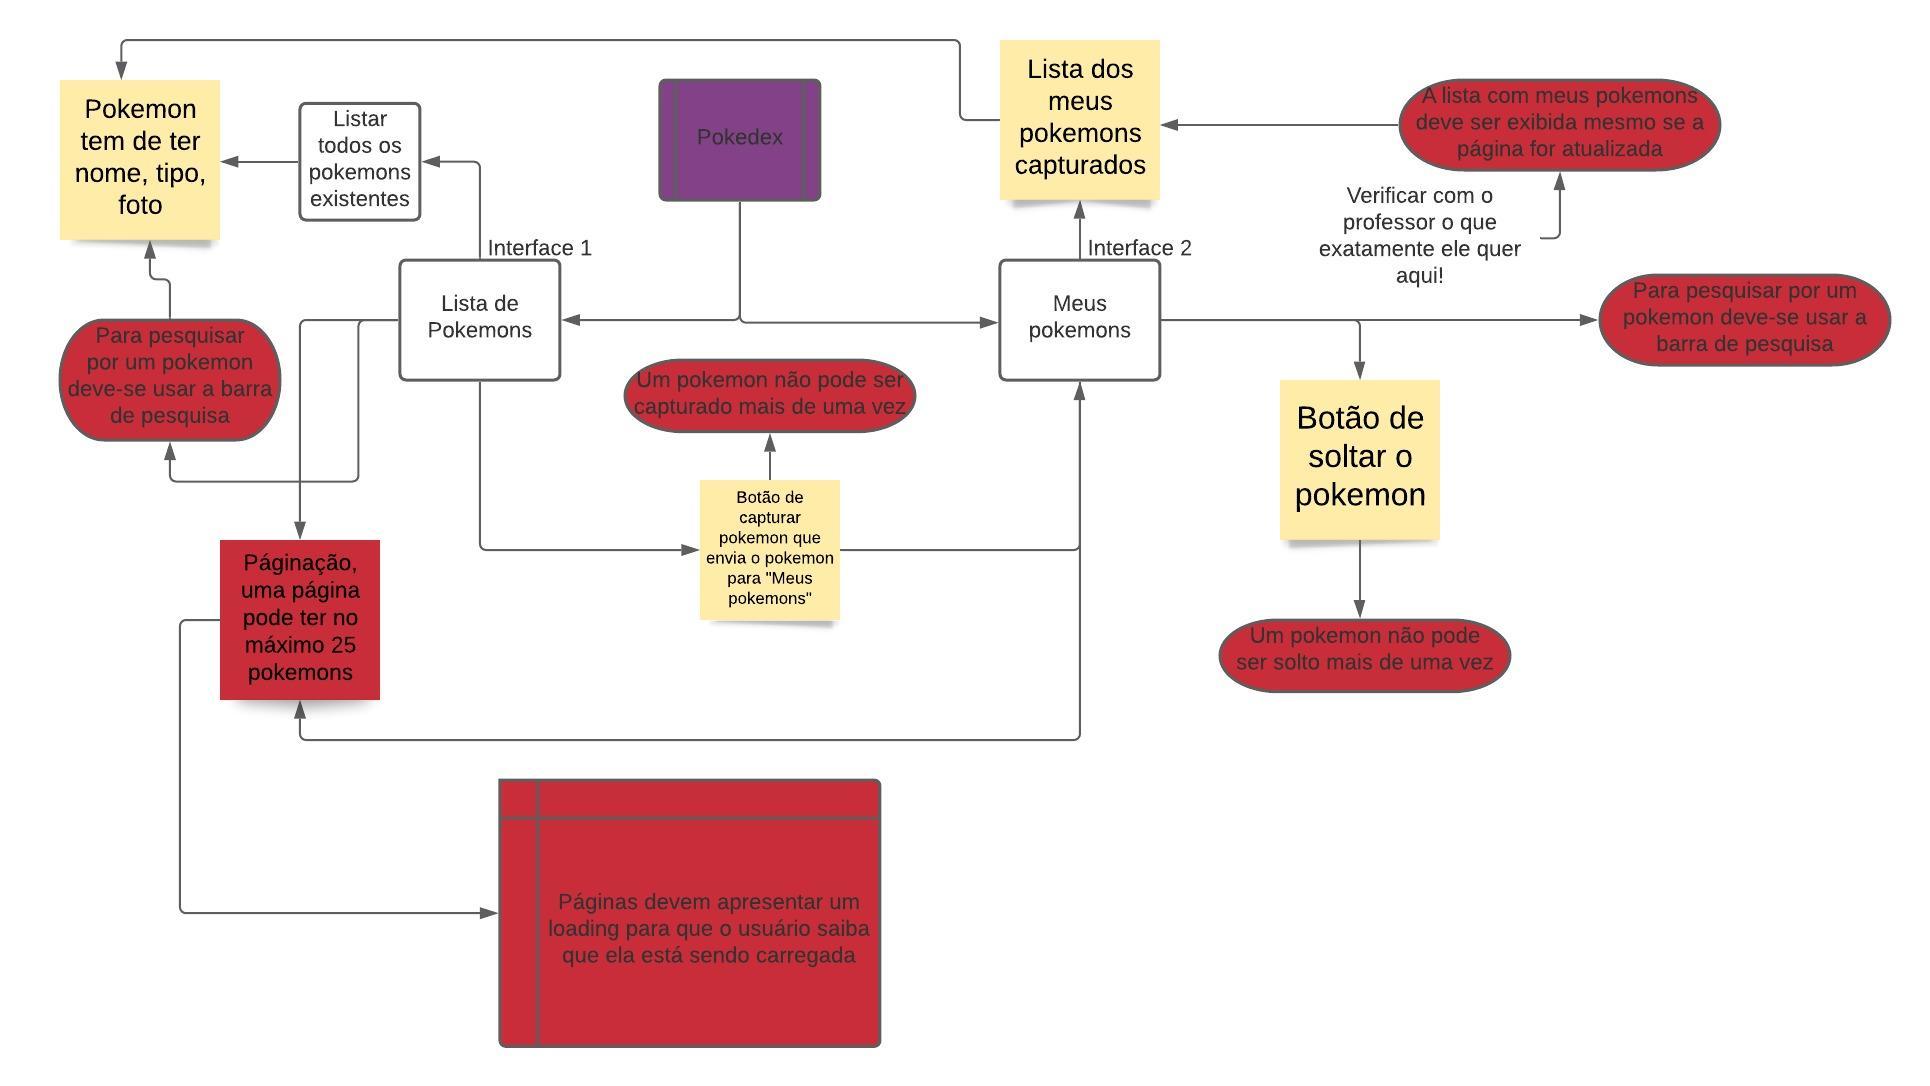 Pokemon
tem de ter
nome, tipo,
foto
Listar
todos os
pokemons
existentes
Pokedex
Lista dos
meus
pokemons
capturados
A lista com meus pokemons
deve ser exibida mesmo se a
página for atualizada
Verificar com o
professor o que
exatamente ele quer
aqui!
Interface 1
Lista de
Pokemons
Interface 2
Meus
pokemons
Para pesquisar por um
pokemon deve-se usar a
barra de pesquisa
Para pesquisar
por um pokemon
deve-se usar a barra
de pesquisa
Um pokemon não pode ser
capturado mais de uma vez
Botão de
soltar o
pokemon
Botão de
capturar
pokemon que
envia o pokemon
para "Meus
pokemons"
Páginação,
uma página
pode ter no
máximo 25
pokemons
Um pokemon não pode
ser solto mais de uma vez
Páginas devem apresentar um
loading para que o usuário saiba
que ela está sendo carregada